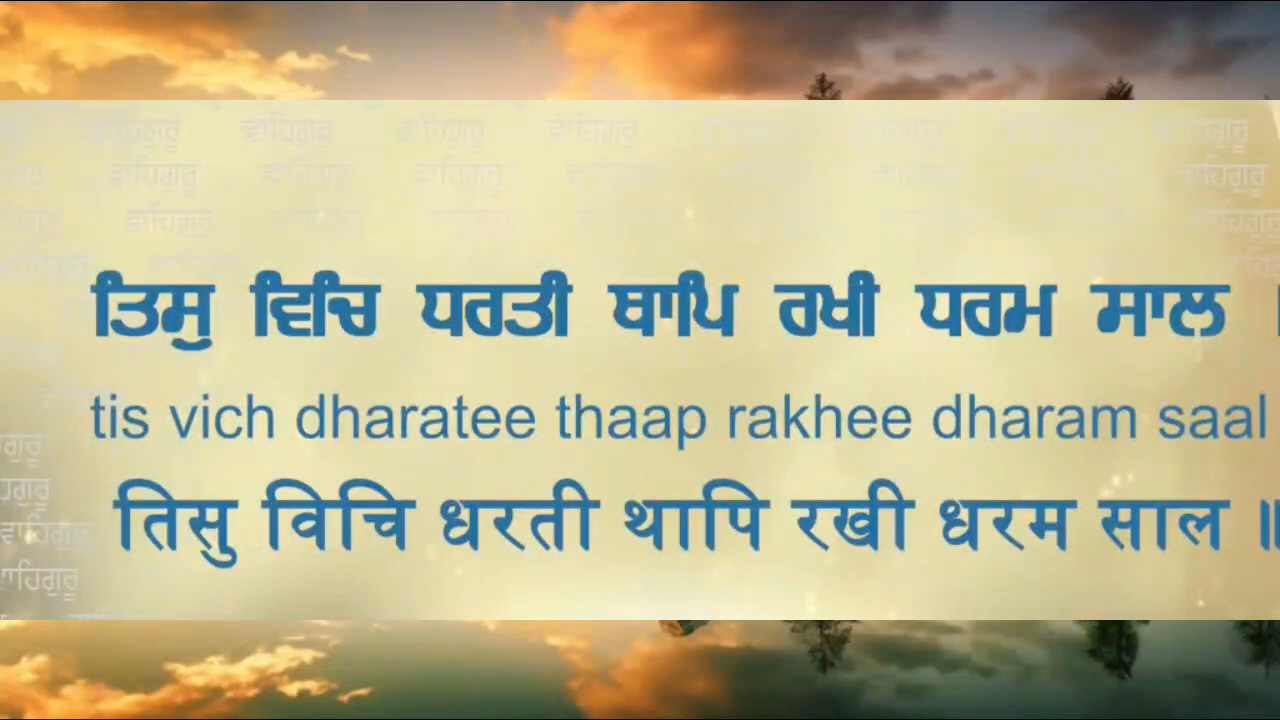 ਤਿਸੁ ਵਿਚਿ ਧਰਤੀ ਥਾਪਿ ਰਖੀ ਧਰਮ ਸਾਲ ।
tis vich dharatee thaap rakhee dharam saal
तिसु विचि धरती थापि रखी धरम साल ॥